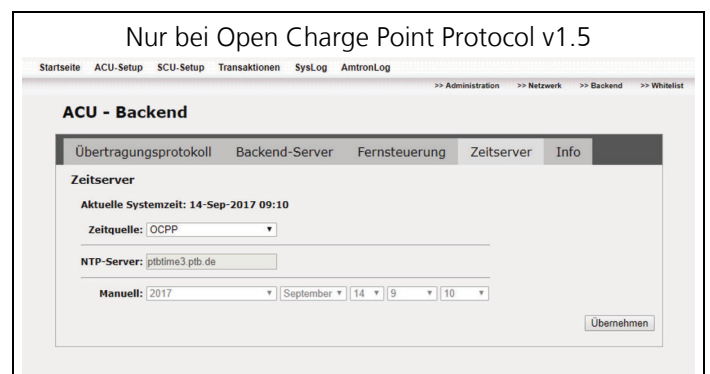 Nur bei Open Charge Point Protocol v1.5
Startseite ACU-Setup SCU-Setup Transaktionen SysLog AmtronLog
>> Administration >> Netzwerk >> Backend >> Whitelist
ACU - Backend
Übertragungsprotokoll Backend-Server Fernsteuerung Zeitserver Info
Zeitserver
Aktuelle Systemzeit: 14-Sep-2017 09:10
Zeitquelle: OCPP
NTP-Server: ptbtime3.ptb.de
Manuell: 2017 September 14 9 10
Übernehmen